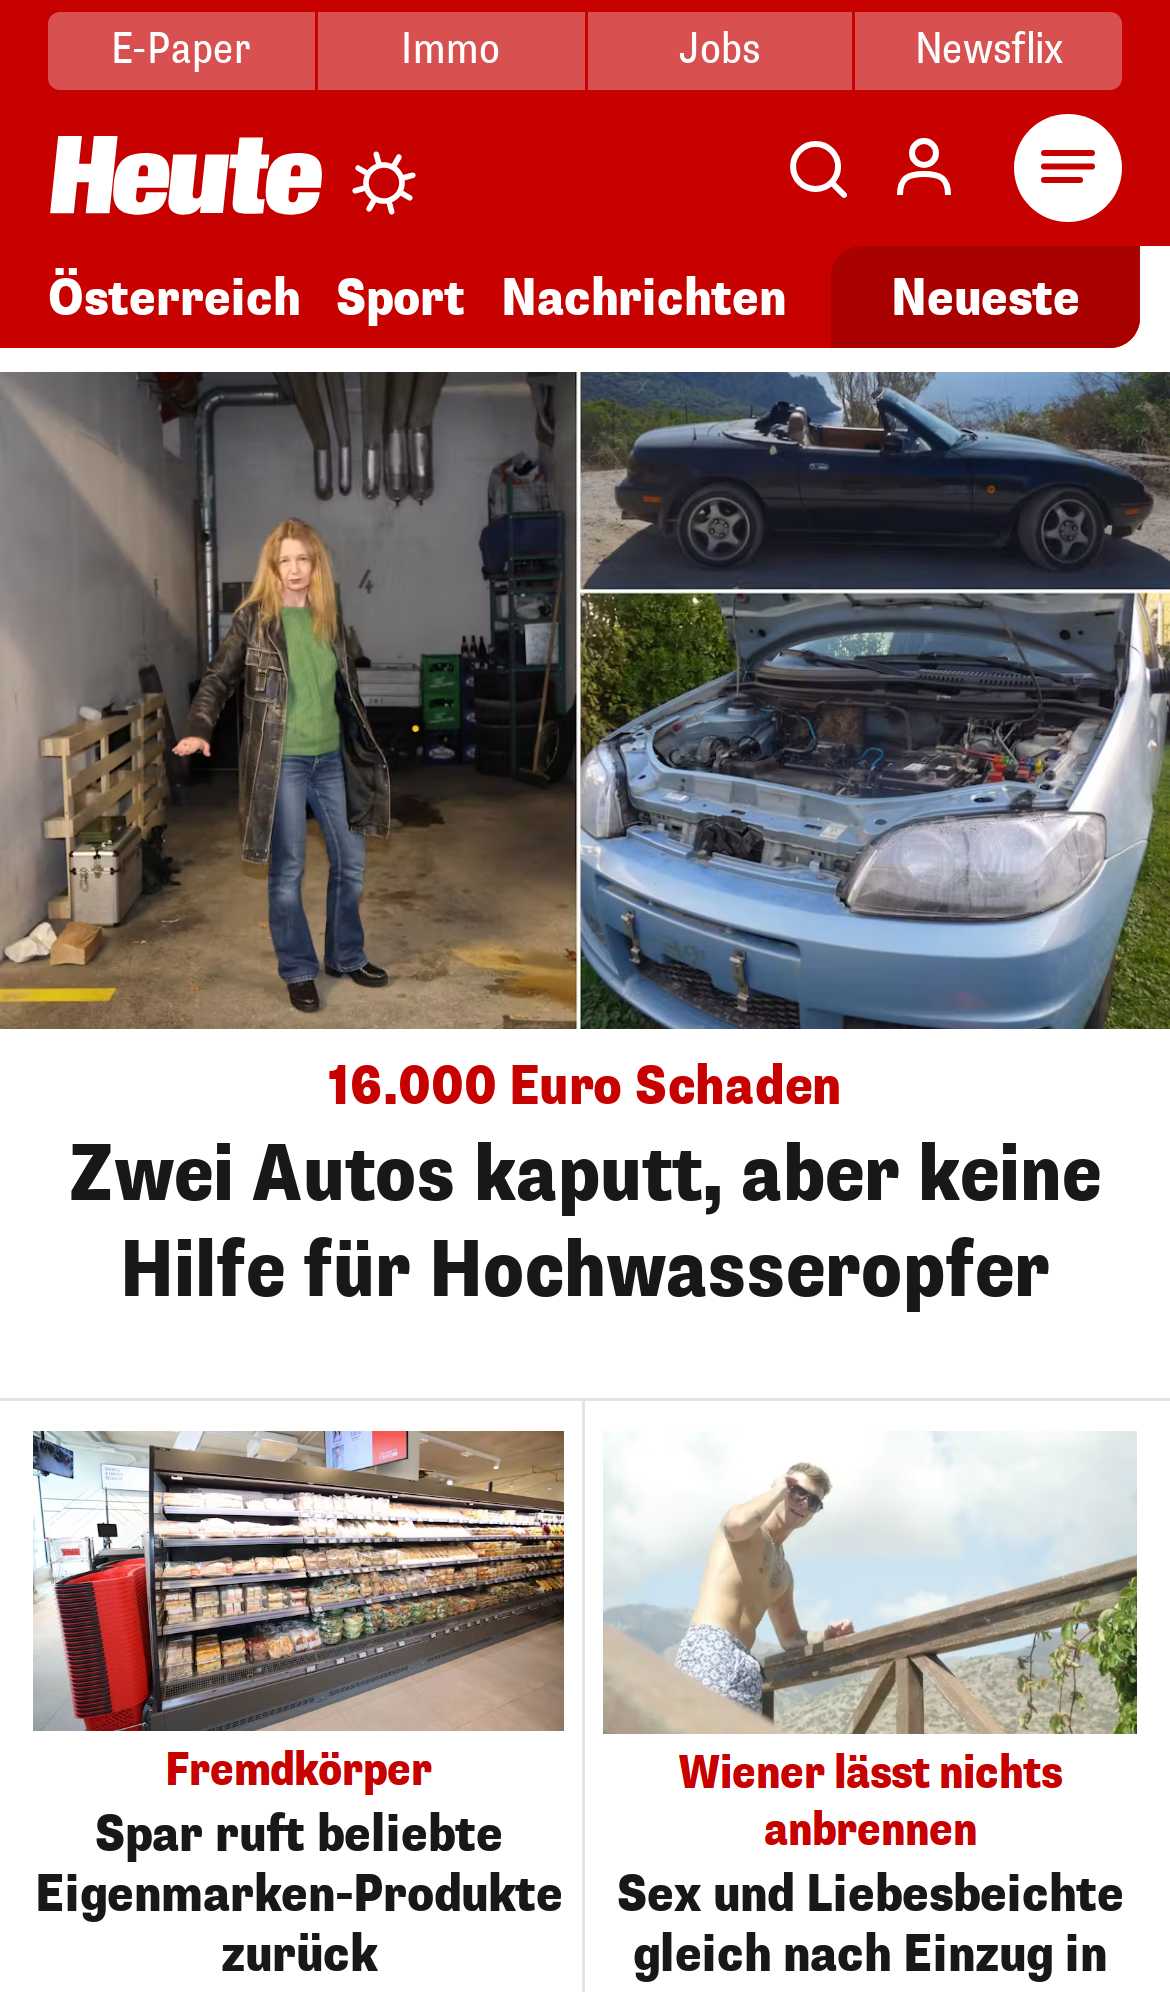 E-Paper
Immo
Jobs
Newsflix
Heute
Österreich
Sport
Nachrichten
Neueste
16.000 Euro Schaden
Zwei Autos kaputt, aber keine
Hilfe für Hochwasseropfer
Fremdkörper
Spar ruft beliebte
Eigenmarken-Produkte
zurück
Wiener lässt nichts
anbrennen
Sex und Liebesbeichte
gleich nach Einzug in